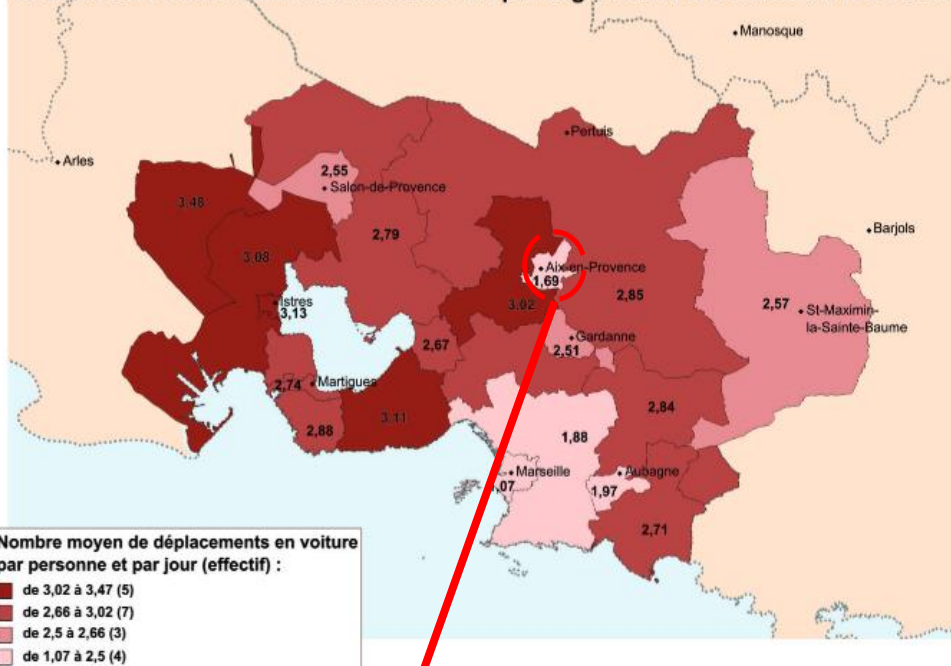 Manosque
Pertuis
Arles
2,55
Salon-de-Provence
3,48
Barjols
2,79
3,08
Aix-en-Provence
1,69
2,85
2,57
Istres
3,13
3,02
St-Maximin-
la-Sainte-Baume
Gardanne
2,51
2,67
2,74
Martigues
2,84
3,11
2,88
1,88
Marseille
1,07
Aubagne
1,97
2,71
Nombre moyen de déplacements en voiture
par personne et par jour (effectif) :
de 3,02 à 3,47 (5)
de 2,66 à 3,02 (7)
de 2,5 à 2,66 (3)
de 1,07 à 2,5 (4)